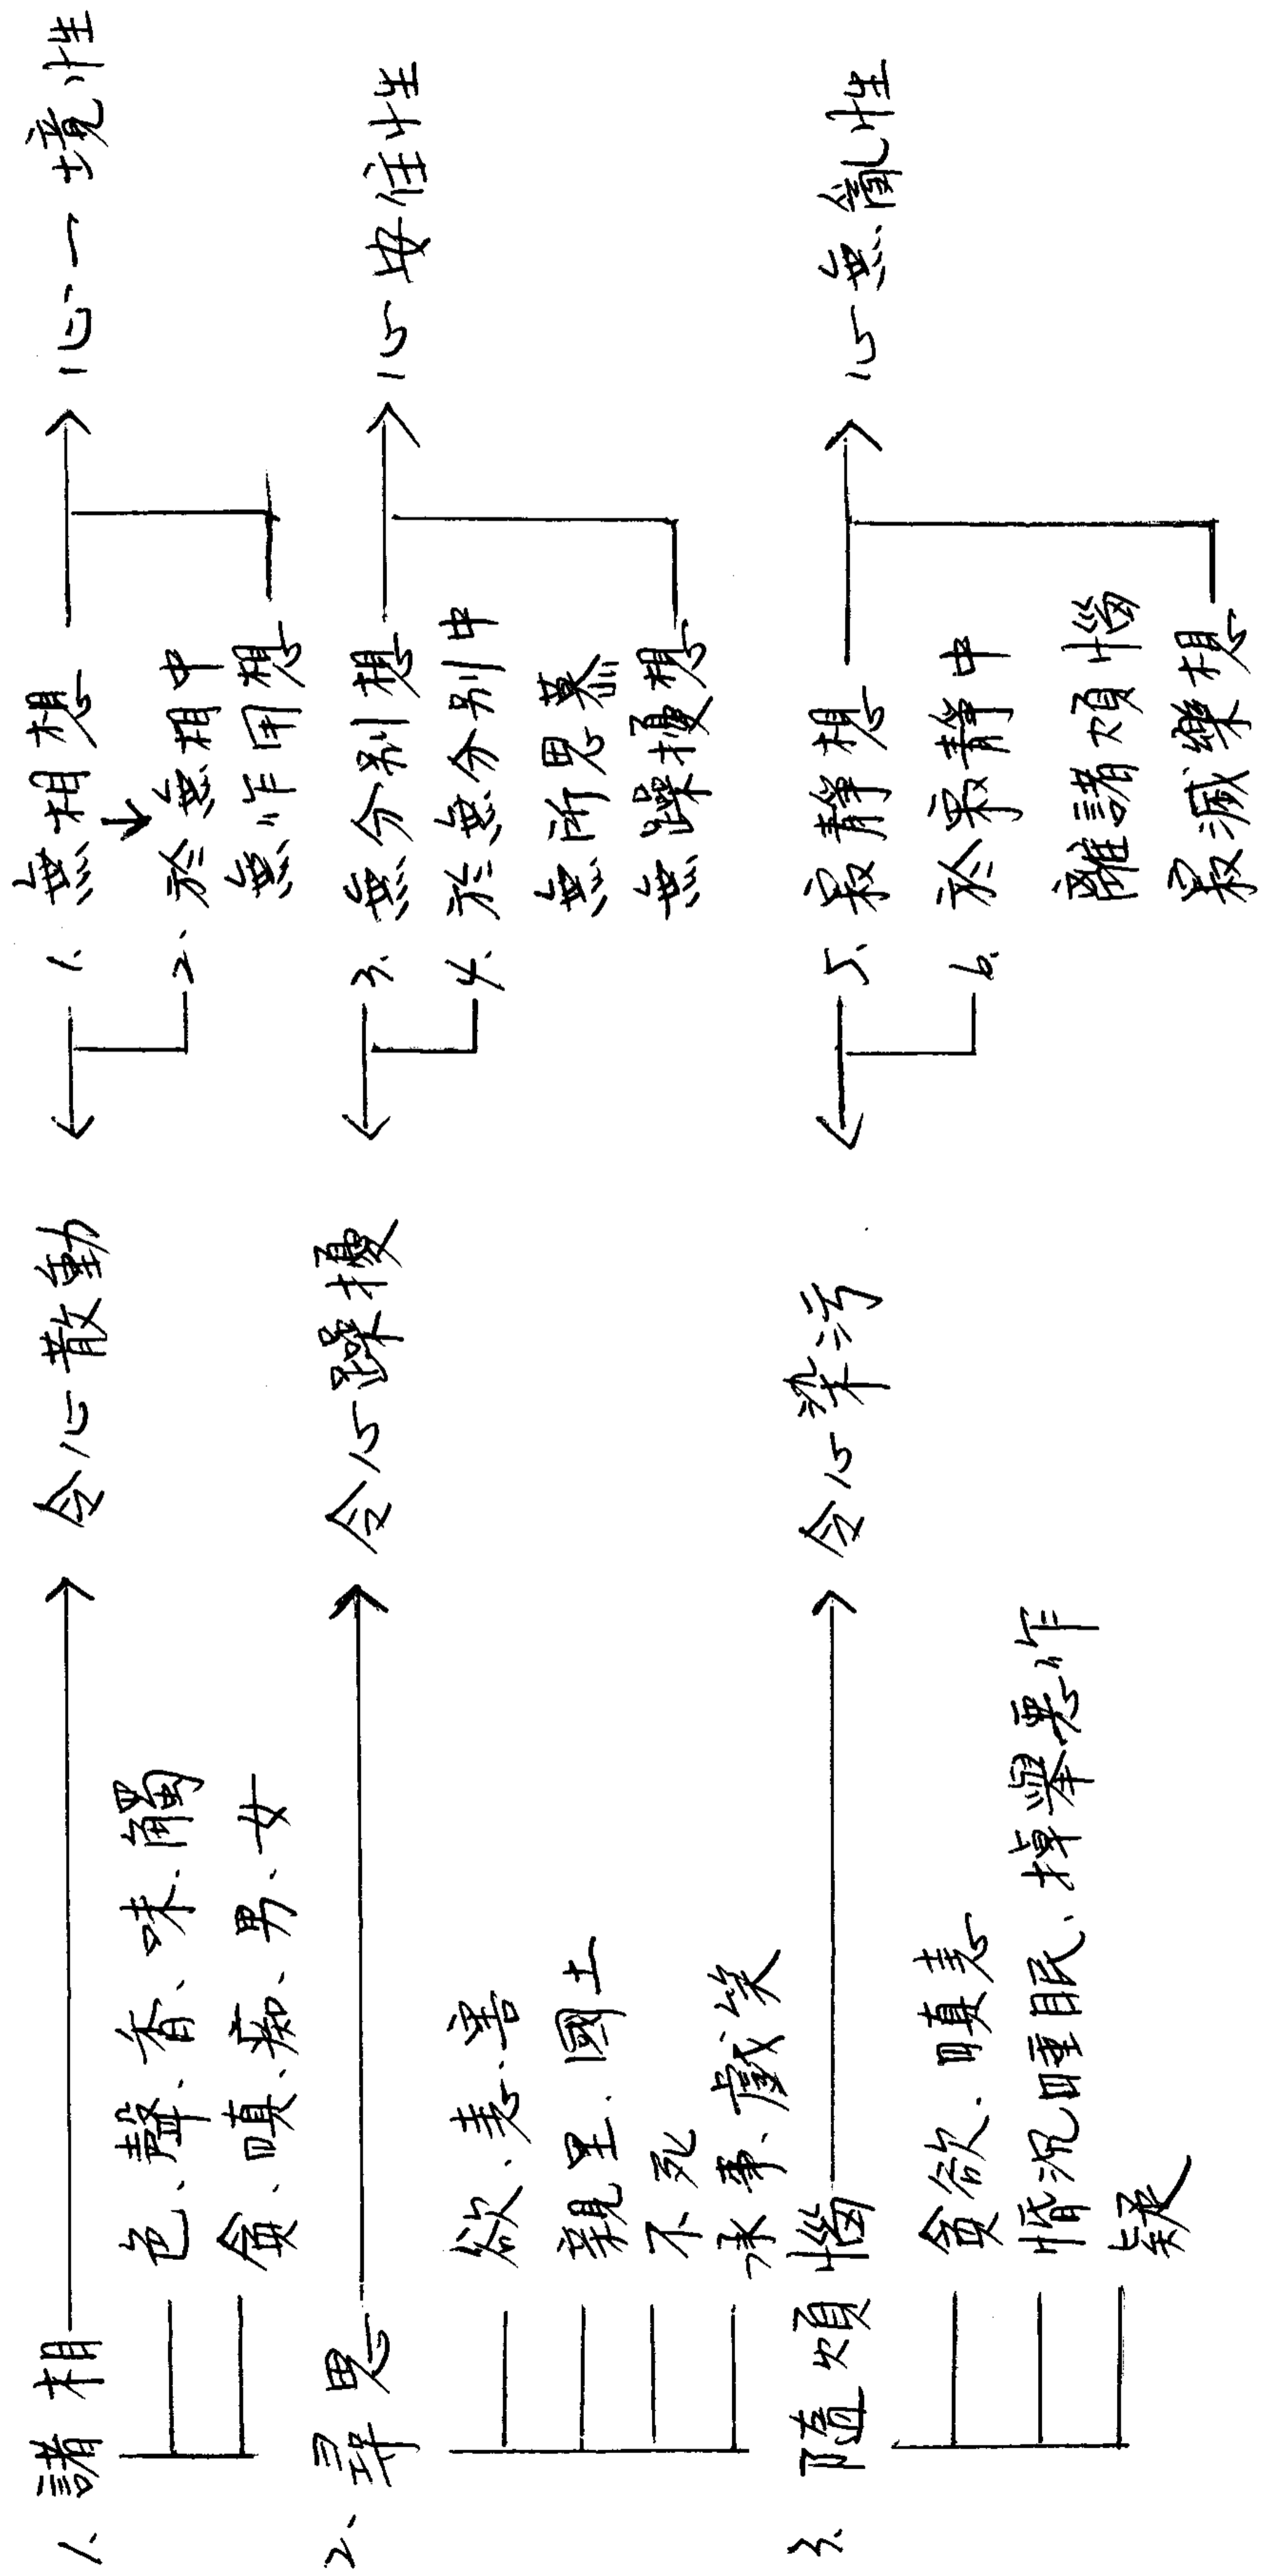 1、諸相 → 令心散動 ← 1、無相想 → 心一境性
色、聲、香、味、觸
貪、嗔、痴、男、女
↓
2、於無相中
無作用想
2、尋思 → 令心躁擾 ← 3、無分別想 → 心安住性
欲、恚、害
親里、國土
不死
承事、戲笑
4、於無分別中
無所思慕
無躁擾想
3、隨煩惱 → 令心染污 ← 5、寂靜想 → 心無亂性
貪欲、嗔恚
惛沉睡眠、掉舉惡作
疑
6、於寂靜中
離諸煩惱
寂滅樂想